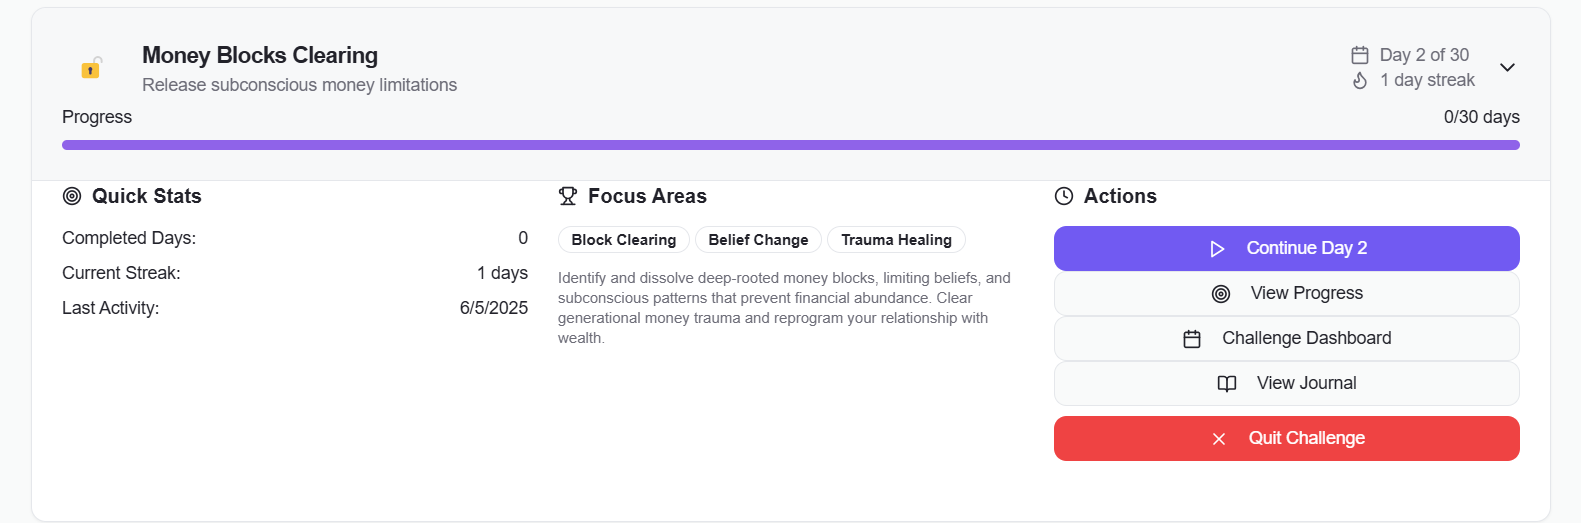 Money Blocks Clearing
Release subconscious money limitations
Day 2 of 30
1 day streak
Progress
0/30 days
Quick Stats
Completed Days:
0
Current Streak:
1 days
Last Activity:
6/5/2025
Focus Areas
Block Clearing
Belief Change
Trauma Healing
Identify and dissolve deep-rooted money blocks, limiting beliefs, and
subconscious patterns that prevent financial abundance. Clear
generational money trauma and reprogram your relationship with
wealth.
Actions
Continue Day 2
View Progress
Challenge Dashboard
View Journal
Quit Challenge